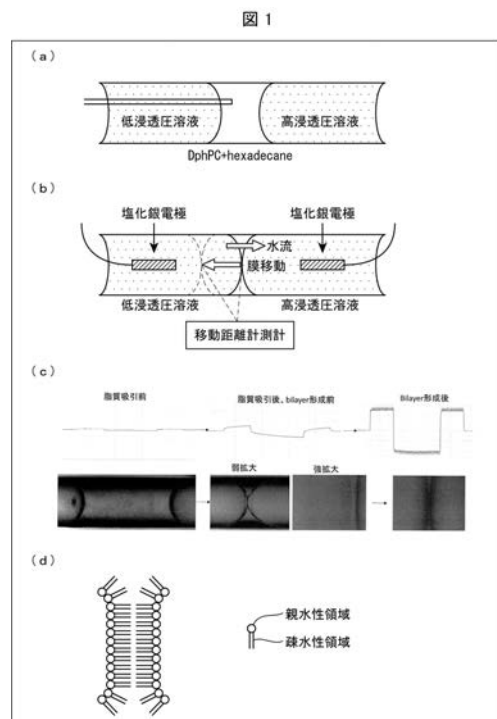 図 1
(a)
低浸透圧溶液 高浸透圧溶液
DphPC+hexadecane
(b)
塩化銀電極 塩化銀電極
水流
膜移動
低浸透圧溶液 高浸透圧溶液
移動距離計測計
(c)
脂質吸引前 脂質吸引後、bilayer形成前 Bilayer形成後
弱拡大 強拡大
(d)
親水性領域
疎水性領域